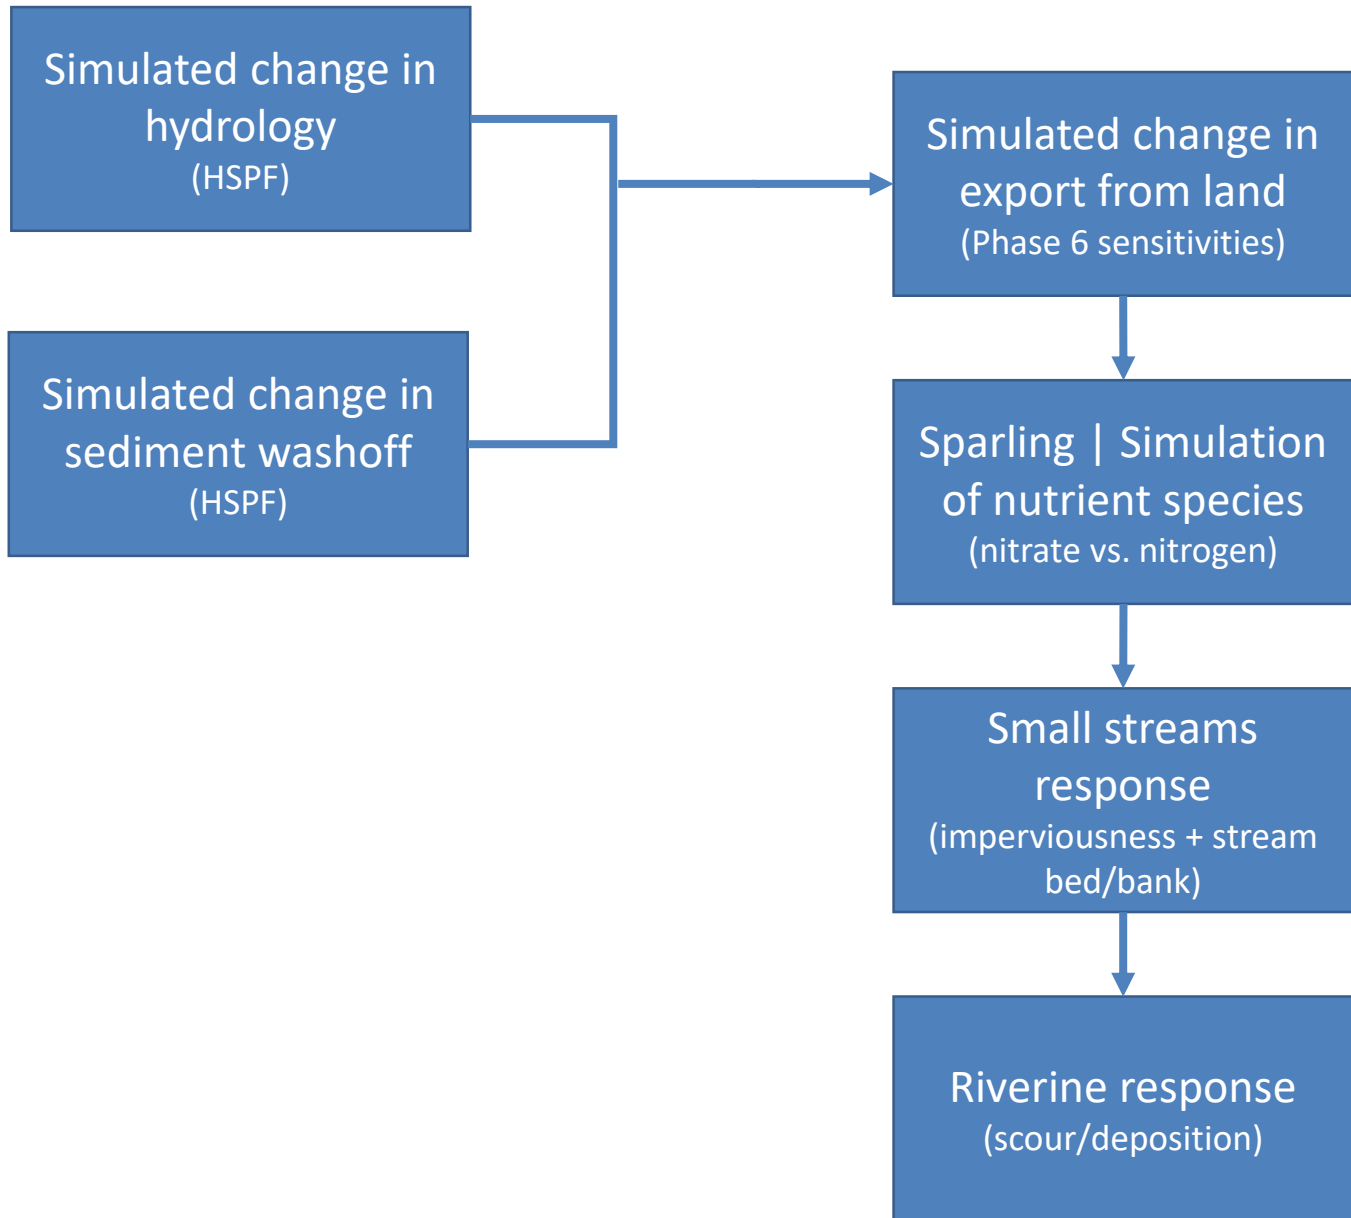 Simulated change in
hydrology
(HSPF)
Simulated change in
sediment washoff
(HSPF)
Simulated change in
export from land
(Phase 6 sensitivities)
Sparling | Simulation
of nutrient species
(nitrate vs. nitrogen)
Small streams
response
(imperviousness + stream
bed/bank)
Riverine response
(scour/deposition)